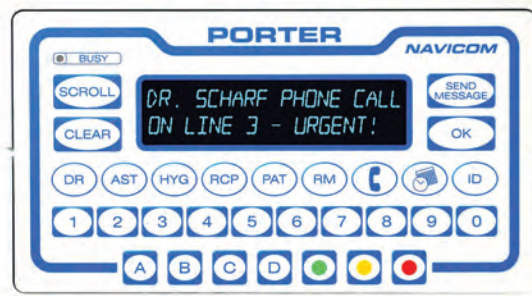 PORTER
NAVICOM
BUSY
SCROLL
DR. SCHARF PHONE CALL
SEND MESSAGE
CLEAR
ON LINE 3 - URGENT!
OK
DR AST HYG RCP PAT RM ID
1 2 3 4 5 6 7 8 9 0
A B C D